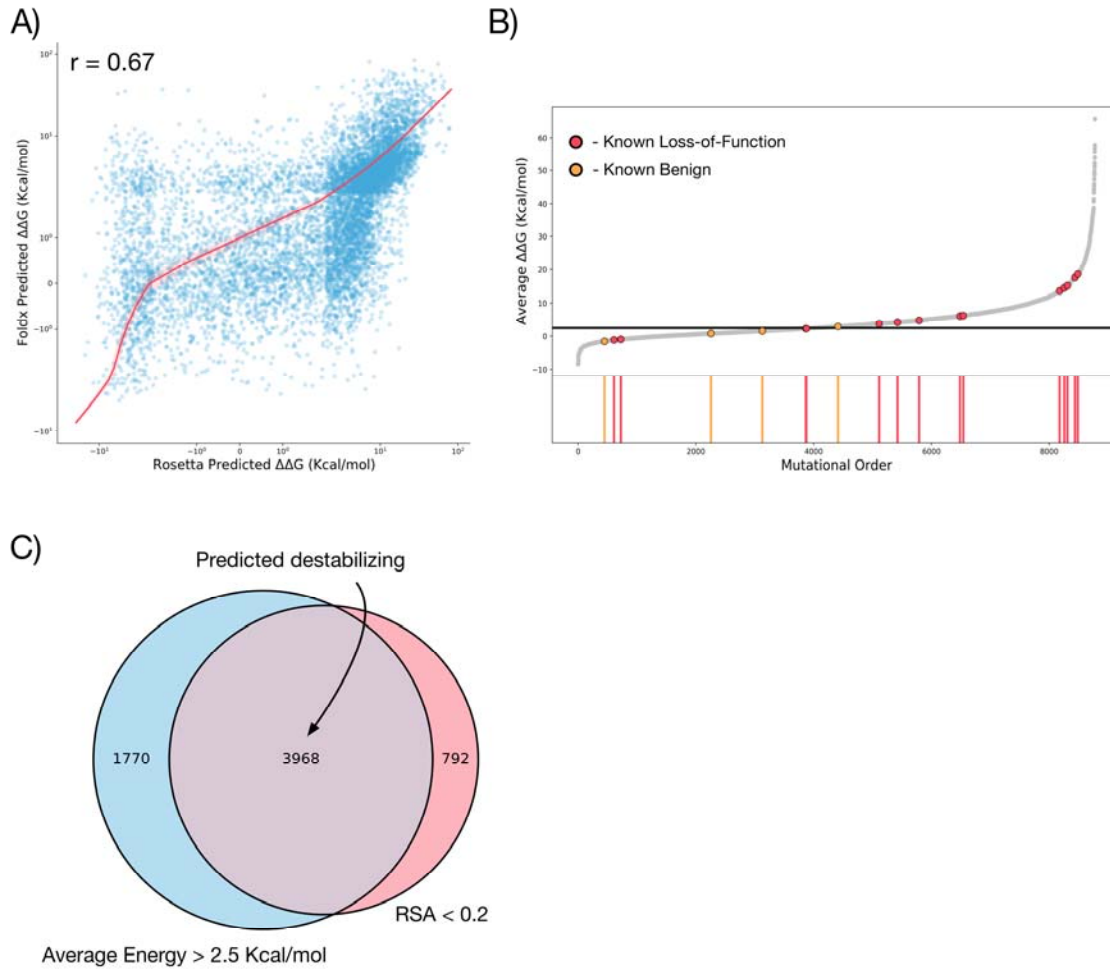 A)
r = 0.67
10²
10¹
10⁰
0
-10⁰
-10¹
Foldx Predicted ΔΔG (Kcal/mol)
-10¹
-10⁰
0
10⁰
10¹
10²
Rosetta Predicted ΔΔG (Kcal/mol)
B)
- Known Loss-of-Function
- Known Benign
60
50
40
30
20
10
0
-10
Average ΔΔG (Kcal/mol)
0
2000
4000
6000
8000
Mutational Order
C)
Predicted destabilizing
1770
3968
792
RSA < 0.2
Average Energy > 2.5 Kcal/mol